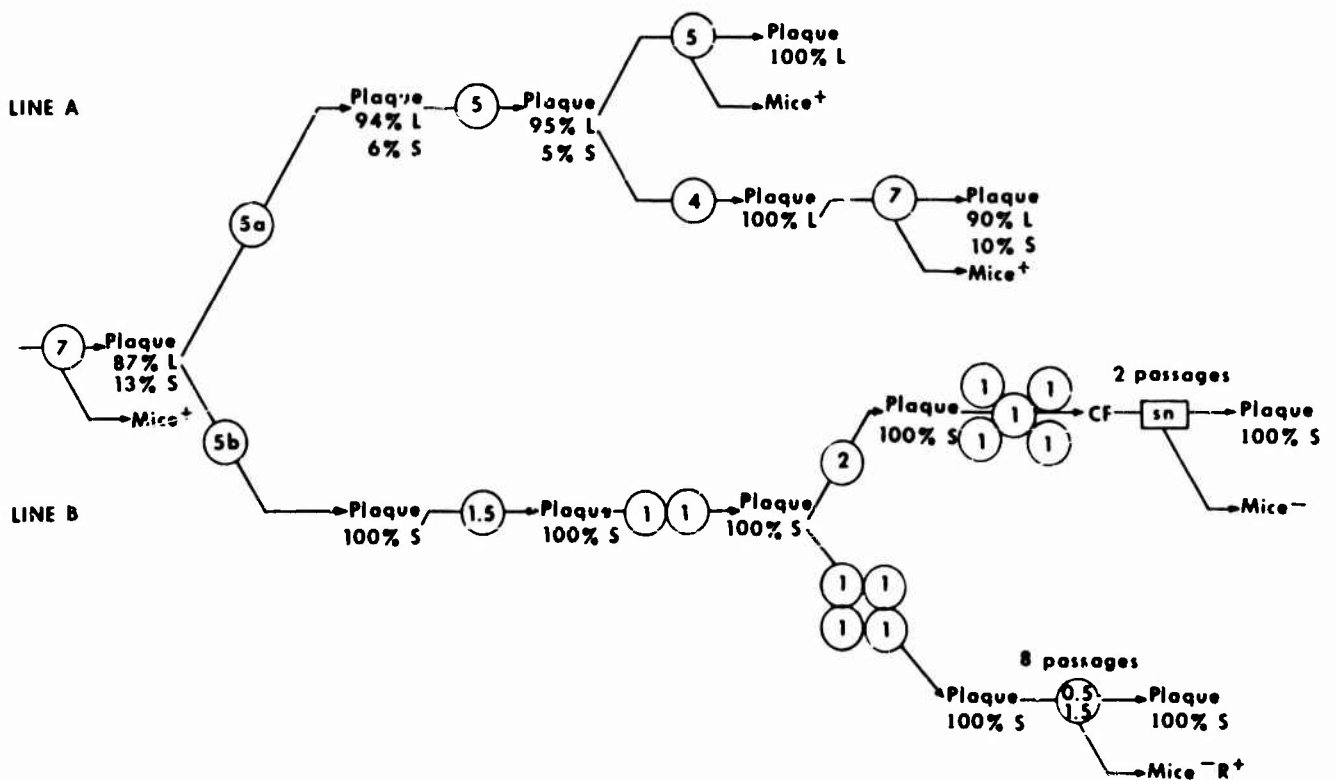 LINE A
5
Plaque
100% L
Mice+
Plaque
94% L
6% S
5
Plaque
95% L
5% S
4
Plaque
100% L
7
Plaque
90% L
10% S
Mice+
5a
7
Plaque
87% L
13% S
Mice+
5b
LINE B
Plaque
100% S
1.5
Plaque
100% S
1 1
Plaque
100% S
2
Plaque
100% S
1 1
1
1 1
CF
2 passages
sn
Plaque
100% S
Mice−
1 1
1 1
Plaque
100% S
8 passages
0.5
1.5
Plaque
100% S
Mice−R+